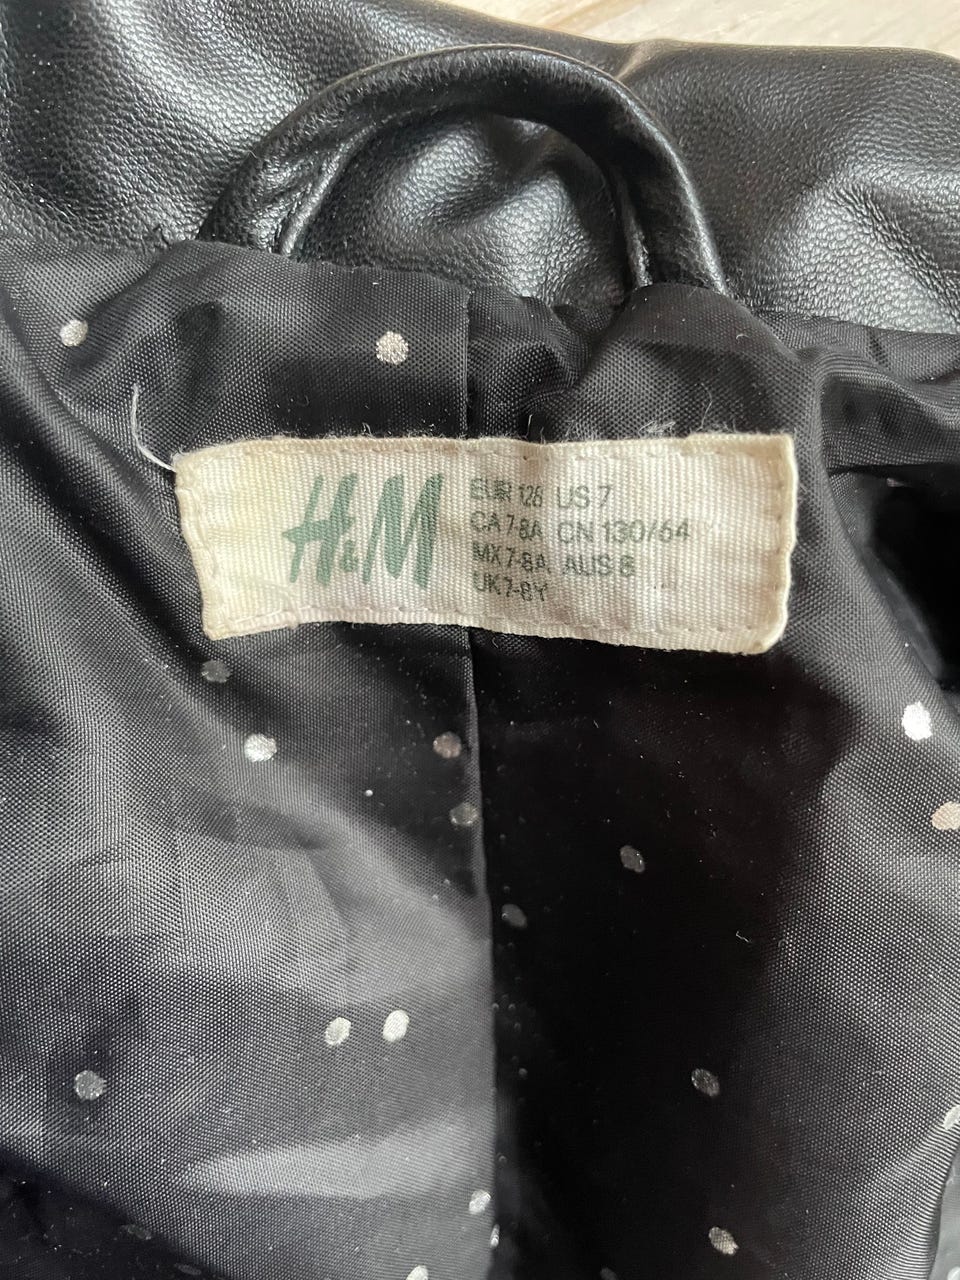 H&M
EUR 128 US 7
CA 7-8A CN 130/64
MX 7-8A AUS 8
UK 7-8Y